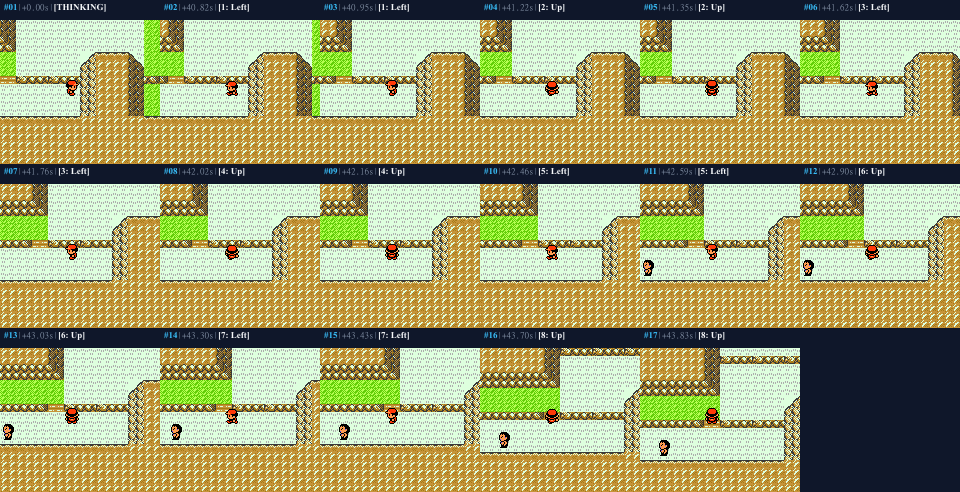 #01|+0.00s|[THINKING]
#02|+40.82s|[1: Left]
#03|+40.95s|[1: Left]
#04|+41.22s|[2: Up]
#05|+41.35s|[2: Up]
#06|+41.62s|[3: Left]
#07|+41.76s|[3: Left]
#08|+42.02s|[4: Up]
#09|+42.16s|[4: Up]
#10|+42.46s|[5: Left]
#11|+42.59s|[5: Left]
#12|+42.90s|[6: Up]
#13|+43.03s|[6: Up]
#14|+43.30s|[7: Left]
#15|+43.43s|[7: Left]
#16|+43.70s|[8: Up]
#17|+43.83s|[8: Up]